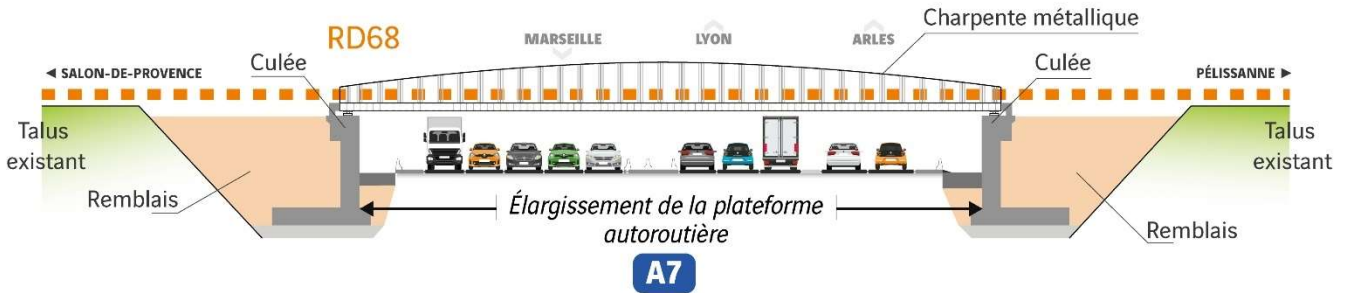 Charpente métallique
RD68
MARSEILLE
LYON
ARLES
Culée
Culée
◄ SALON-DE-PROVENCE
PÉLISSANNE ►
Talus
existant
Talus
existant
Remblais
Élargissement de la plateforme
autoroutière
Remblais
A7